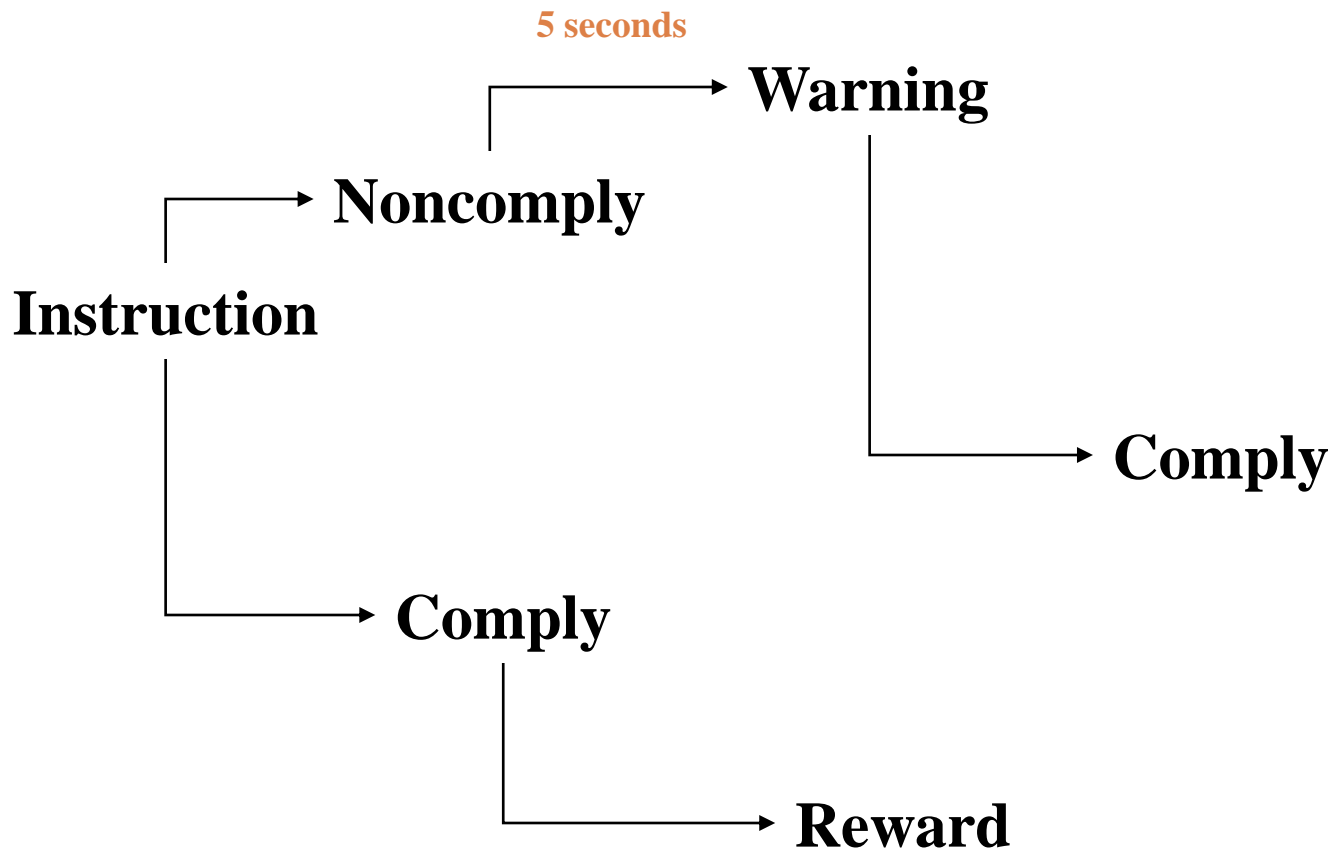 5 seconds
Warning
Noncomply
Instruction
Comply
Comply
Reward